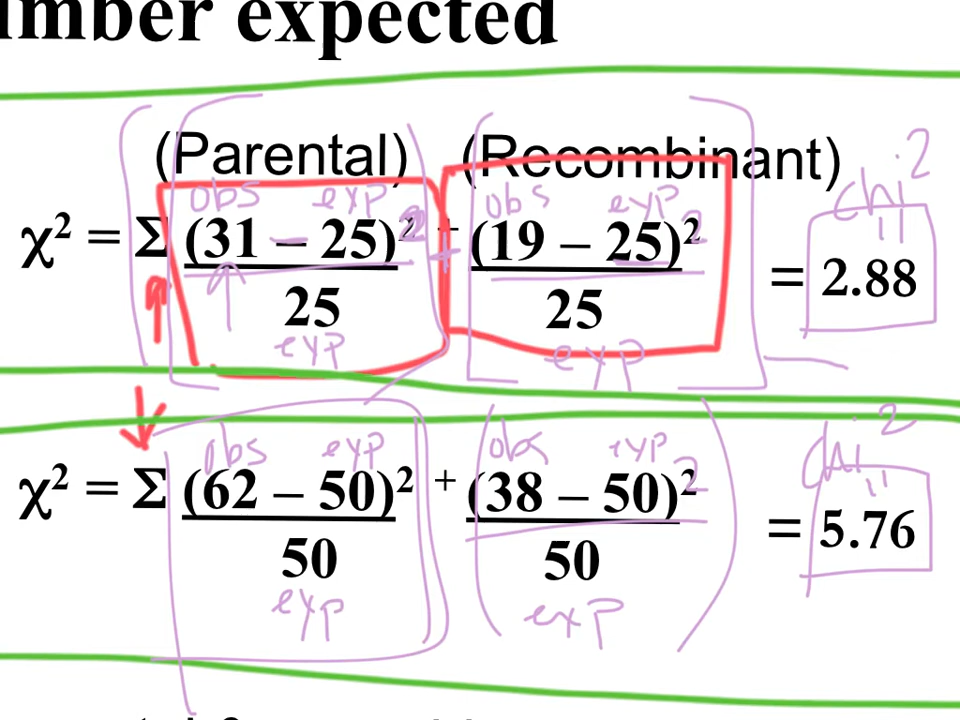 umber expected
(Parental) (Recombinant)
obs exp obs exp chi²
χ² = Σ (31 – 25)² + (19 – 25)² = 2.88
25 25
exp exp
obs exp obs exp chi²
χ² = Σ (62 – 50)² + (38 – 50)² = 5.76
50 50
exp exp